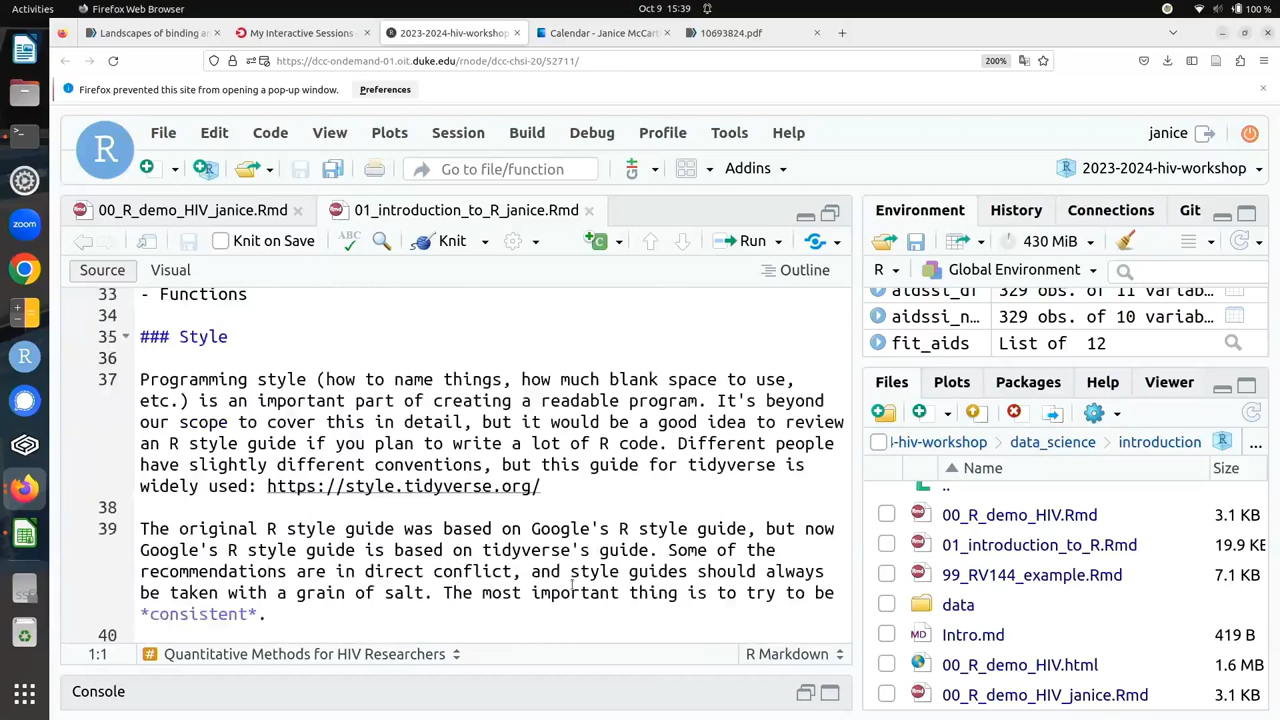 Activities
Firefox Web Browser
Oct 9 15:39
100 %
Landscapes of binding a
My Interactive Sessions
2023-2024-hiv-workshop
Calendar - Janice McCart
10693824.pdf
https://dcc-ondemand-01.oit.duke.edu/rnode/dcc-chsi-20/52711/
200%
Firefox prevented this site from opening a pop-up window.
Preferences
R
File Edit Code View Plots Session Build Debug Profile Tools Help
janice
Go to file/function
Addins
2023-2024-hiv-workshop
00_R_demo_HIV_janice.Rmd
01_introduction_to_R_janice.Rmd
ABC
Knit on Save
Knit
Run
Source
Visual
Outline
33 - Functions
34
35 ### Style
36
37 Programming style (how to name things, how much blank space to use,
etc.) is an important part of creating a readable program. It's beyond
our scope to cover this in detail, but it would be a good idea to review
an R style guide if you plan to write a lot of R code. Different people
have slightly different conventions, but this guide for tidyverse is
widely used: https://style.tidyverse.org/
38
39 The original R style guide was based on Google's R style guide, but now
Google's R style guide is based on tidyverse's guide. Some of the
recommendations are in direct conflict, and style guides should always
be taken with a grain of salt. The most important thing is to try to be
*consistent*.
40
1:1
Quantitative Methods for HIV Researchers
R Markdown
Console
Environment History Connections Git
430 MiB
R
Global Environment
aidssi_df 329 obs. of 11 variab…
aidssi_n… 329 obs. of 10 variab…
fit_aids List of 12
Files Plots Packages Help Viewer
l-hiv-workshop data_science introduction
...
Name Size
..
00_R_demo_HIV.Rmd 3.1 KB
01_introduction_to_R.Rmd 19.9 KB
99_RV144_example.Rmd 7.1 KB
data
Intro.md 419 B
00_R_demo_HIV.html 1.6 MB
00_R_demo_HIV_janice.Rmd 3.1 KB
zoom